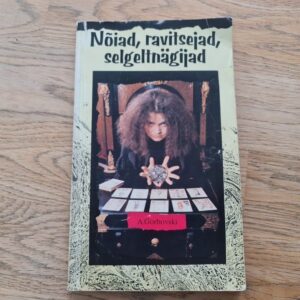 Nõiad, ravitsejad,
selgeltnägijad
A.Gorbovski